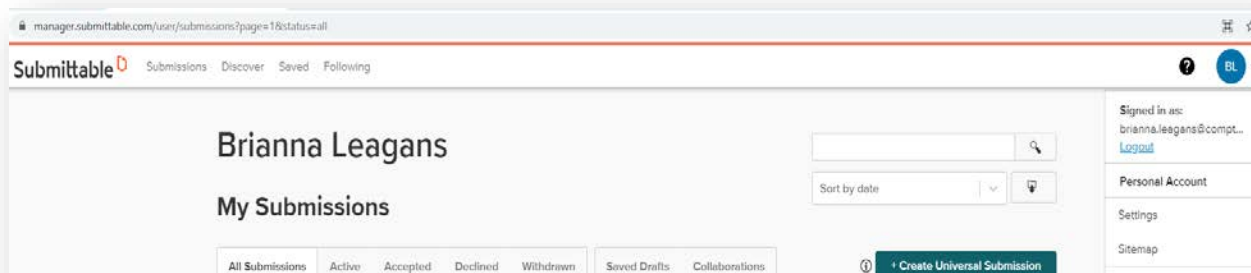 manager.submittable.com/user/submissions?page=1&status=all
Submittable Submissions Discover Saved Following ? BL
Signed in as:
brianna.leagans@compt...
Logout
Brianna Leagans
Sort by date
Personal Account
My Submissions
Settings
Sitemap
All Submissions Active Accepted Declined Withdrawn Saved Drafts Collaborations + Create Universal Submission